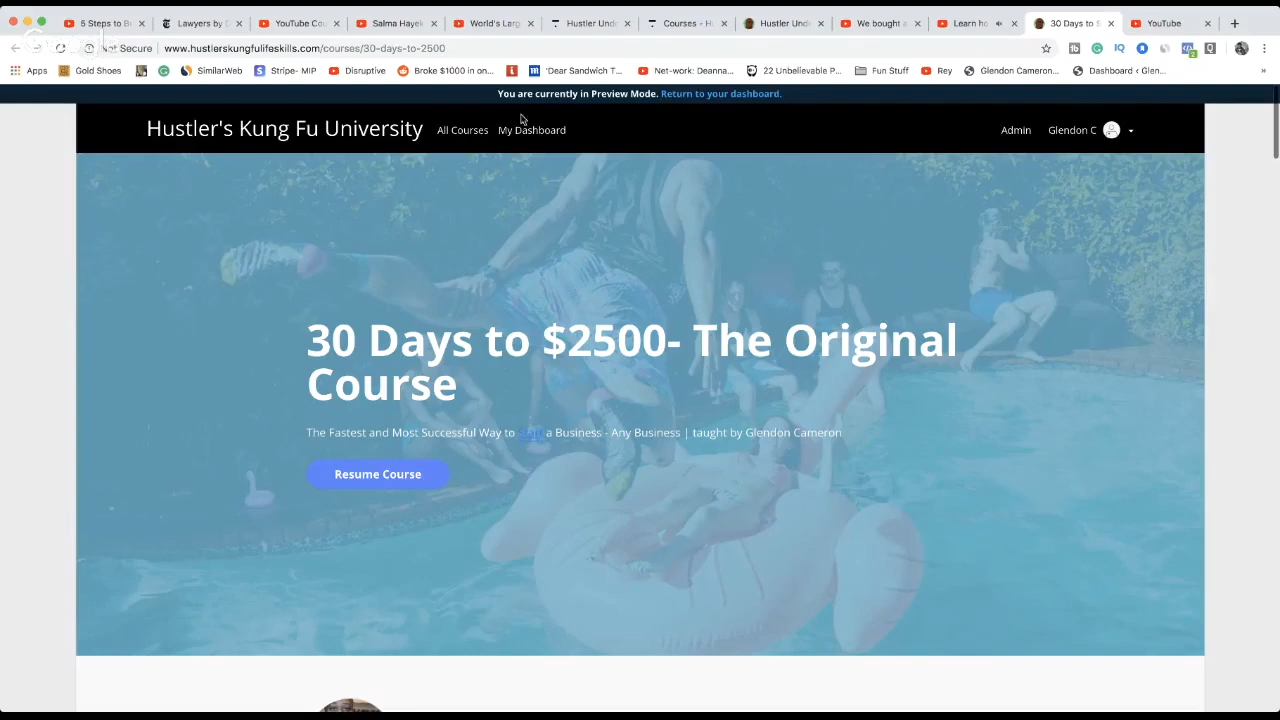 6 Steps to B
Lawyers by D
YouTube Cou
Salma Hayek
World's Larg
Hustler Unde
Courses - H
Hustler Unde
We bought a
Learn ho
30 Days to $
YouTube
Not Secure
www.hustlerskungfulifeskills.com/courses/30-days-to-2500
Apps
Gold Shoes
SimilarWeb
Stripe- MIP
Disruptive
Broke $1000 in on...
'Dear Sandwich T...
Net-work: Deanna...
22 Unbelievable P...
Fun Stuff
Rey
Glendon Cameron...
Dashboard ‹ Glen...
You are currently in Preview Mode. Return to your dashboard.
Hustler's Kung Fu University
All Courses
My Dashboard
Admin
Glendon C
30 Days to $2500- The Original
Course
The Fastest and Most Successful Way to Start a Business - Any Business | taught by Glendon Cameron
Resume Course